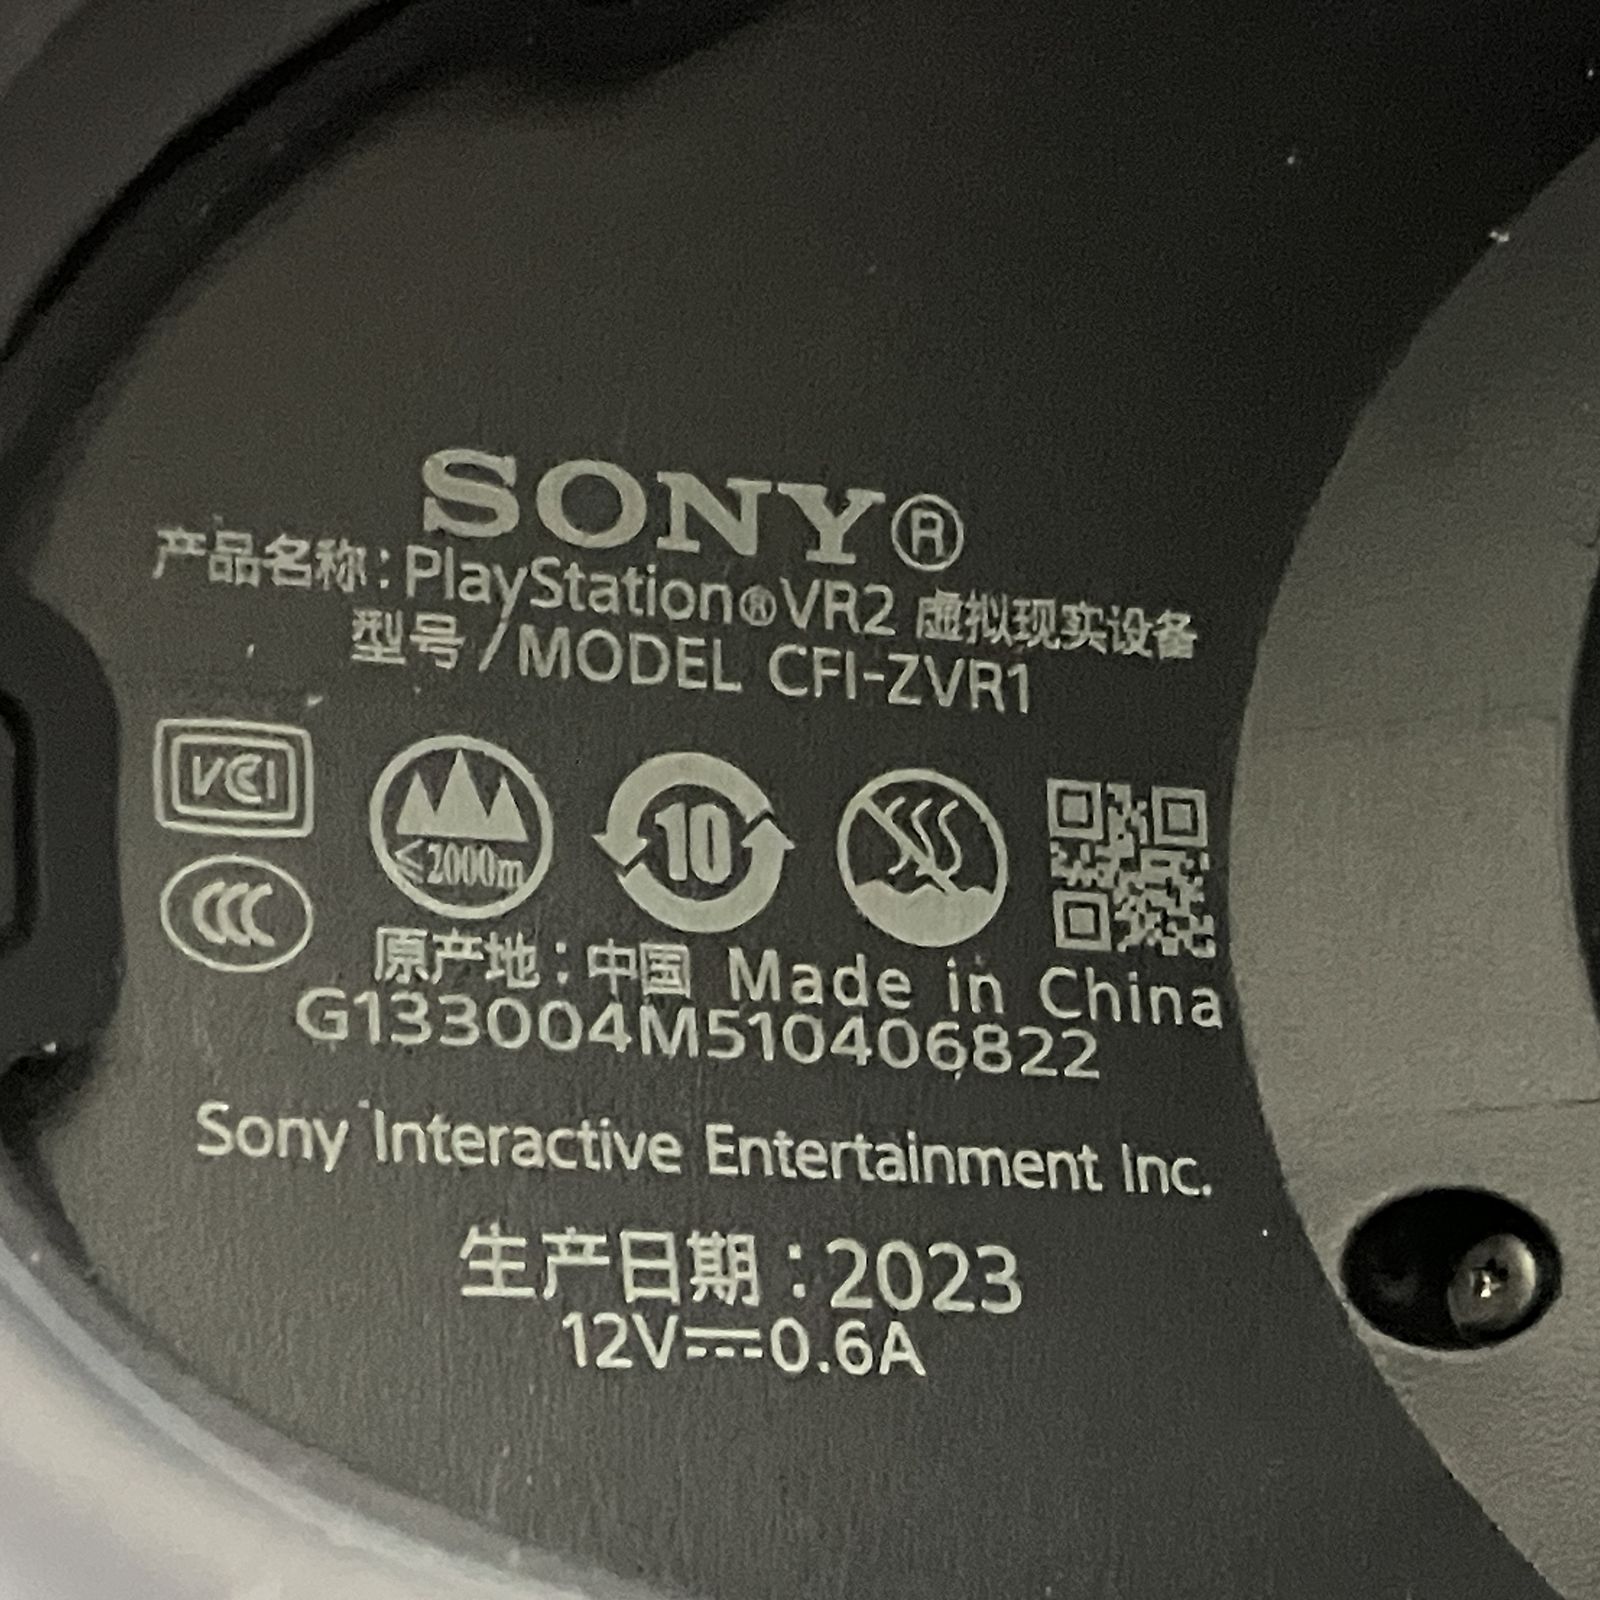 SONY®
产品名称：PlayStation®VR2 虚拟现实设备
型号/MODEL CFI-ZVR1
VCI
≤2000m
10
CCC
原产地：中国 Made in China
G133004M510406822
Sony Interactive Entertainment Inc.
生产日期：2023
12V⎓0.6A